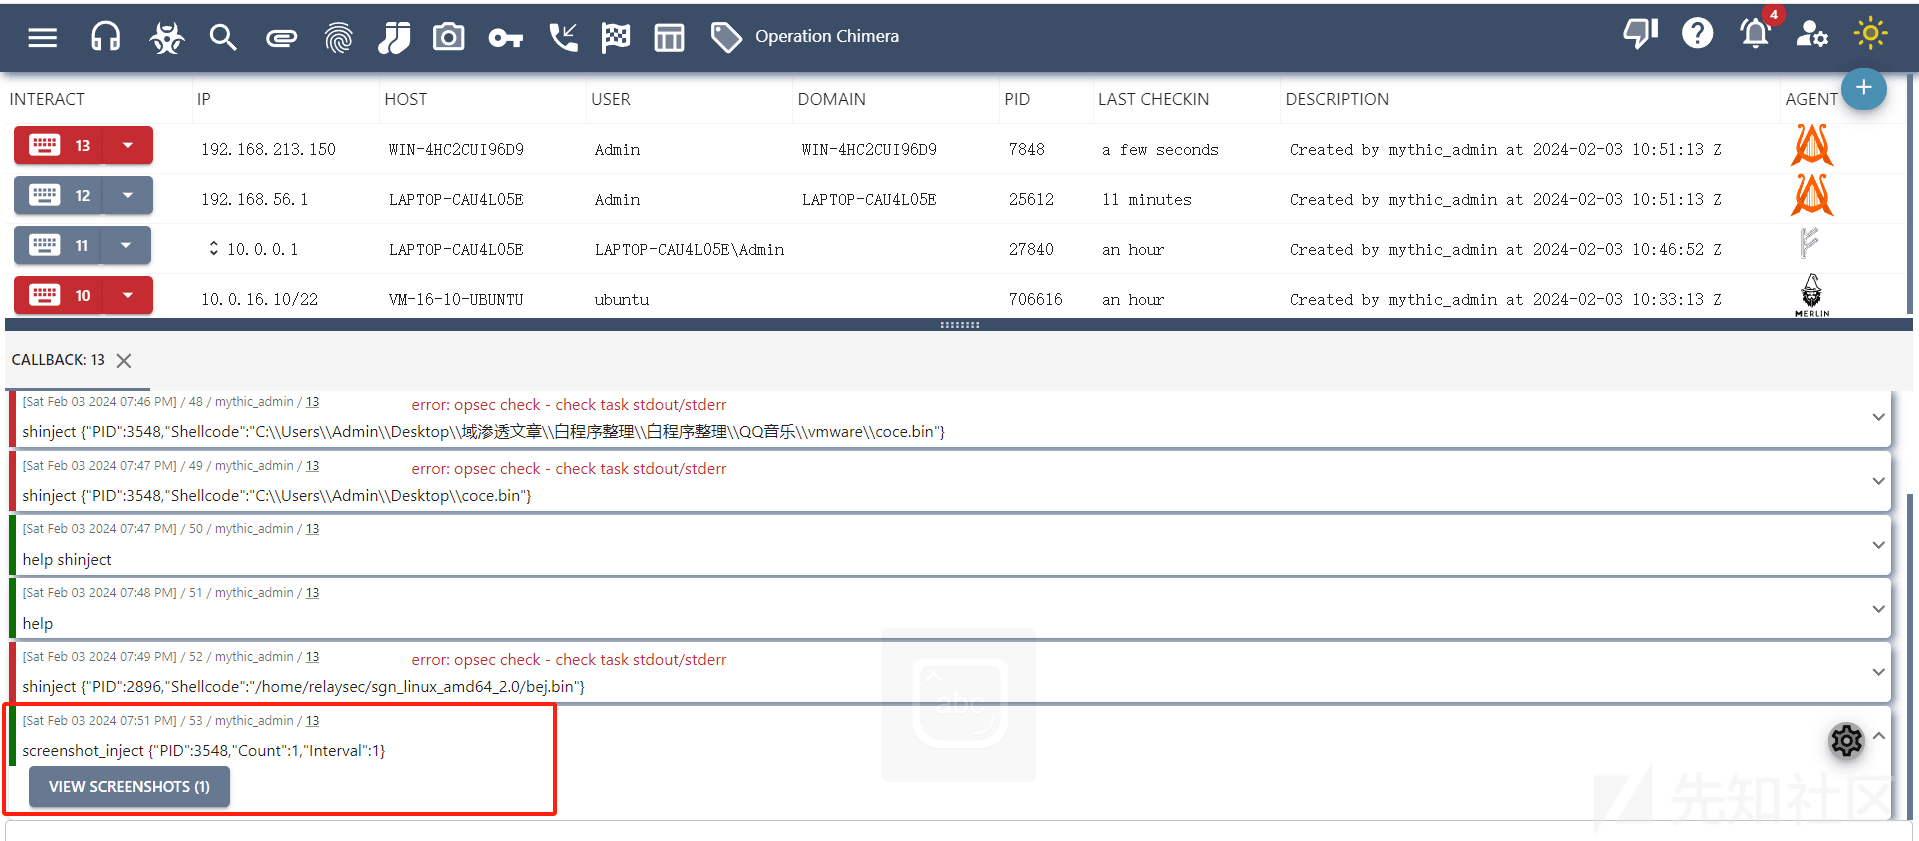 4
Operation Chimera
INTERACT IP HOST USER DOMAIN PID LAST CHECKIN DESCRIPTION AGENT
13 192.168.213.150 WIN-4HC2CUI96D9 Admin WIN-4HC2CUI96D9 7848 a few seconds Created by mythic_admin at 2024-02-03 10:51:13 Z
12 192.168.56.1 LAPTOP-CAU4L05E Admin LAPTOP-CAU4L05E 25612 11 minutes Created by mythic_admin at 2024-02-03 10:51:13 Z
11 10.0.0.1 LAPTOP-CAU4L05E LAPTOP-CAU4L05E\Admin 27840 an hour Created by mythic_admin at 2024-02-03 10:46:52 Z
10 10.0.16.10/22 VM-16-10-UBUNTU ubuntu 706616 an hour Created by mythic_admin at 2024-02-03 10:33:13 Z
MERLIN
CALLBACK: 13
[Sat Feb 03 2024 07:46 PM] / 48 / mythic_admin / 13 error: opsec check - check task stdout/stderr
shinject {"PID":3548,"Shellcode":"C:\\Users\\Admin\\Desktop\\域渗透文章\\白程序整理\\白程序整理\\QQ音乐\\vmware\\coce.bin"}
[Sat Feb 03 2024 07:47 PM] / 49 / mythic_admin / 13 error: opsec check - check task stdout/stderr
shinject {"PID":3548,"Shellcode":"C:\\Users\\Admin\\Desktop\\coce.bin"}
[Sat Feb 03 2024 07:47 PM] / 50 / mythic_admin / 13
help shinject
[Sat Feb 03 2024 07:48 PM] / 51 / mythic_admin / 13
help
[Sat Feb 03 2024 07:49 PM] / 52 / mythic_admin / 13 error: opsec check - check task stdout/stderr
shinject {"PID":2896,"Shellcode":"/home/relaysec/sgn_linux_amd64_2.0/bej.bin"}
abc
[Sat Feb 03 2024 07:51 PM] / 53 / mythic_admin / 13
screenshot_inject {"PID":3548,"Count":1,"Interval":1}
VIEW SCREENSHOTS (1)
先知社区